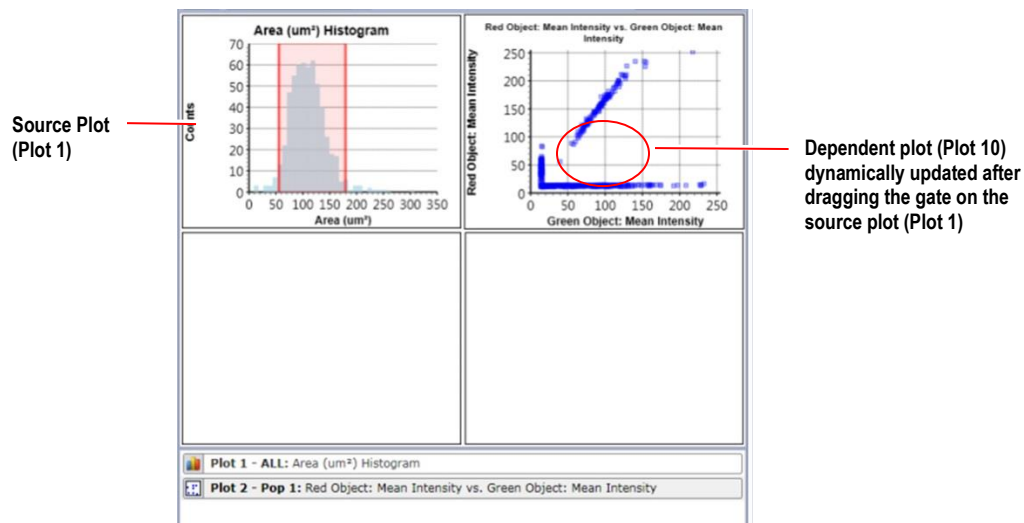 Area (um²) Histogram
70
60
50
40
30
20
10
0
Counts
0 50 100 150 200 250 300 350
Area (um²)
Red Object: Mean Intensity vs. Green Object: Mean
Intensity
250
200
150
100
50
0
Red Object: Mean Intensity
0 50 100 150 200 250
Green Object: Mean Intensity
Source Plot
(Plot 1)
Dependent plot (Plot 10)
dynamically updated after
dragging the gate on the
source plot (Plot 1)
Plot 1 - ALL: Area (um²) Histogram
Plot 2 - Pop 1: Red Object: Mean Intensity vs. Green Object: Mean Intensity